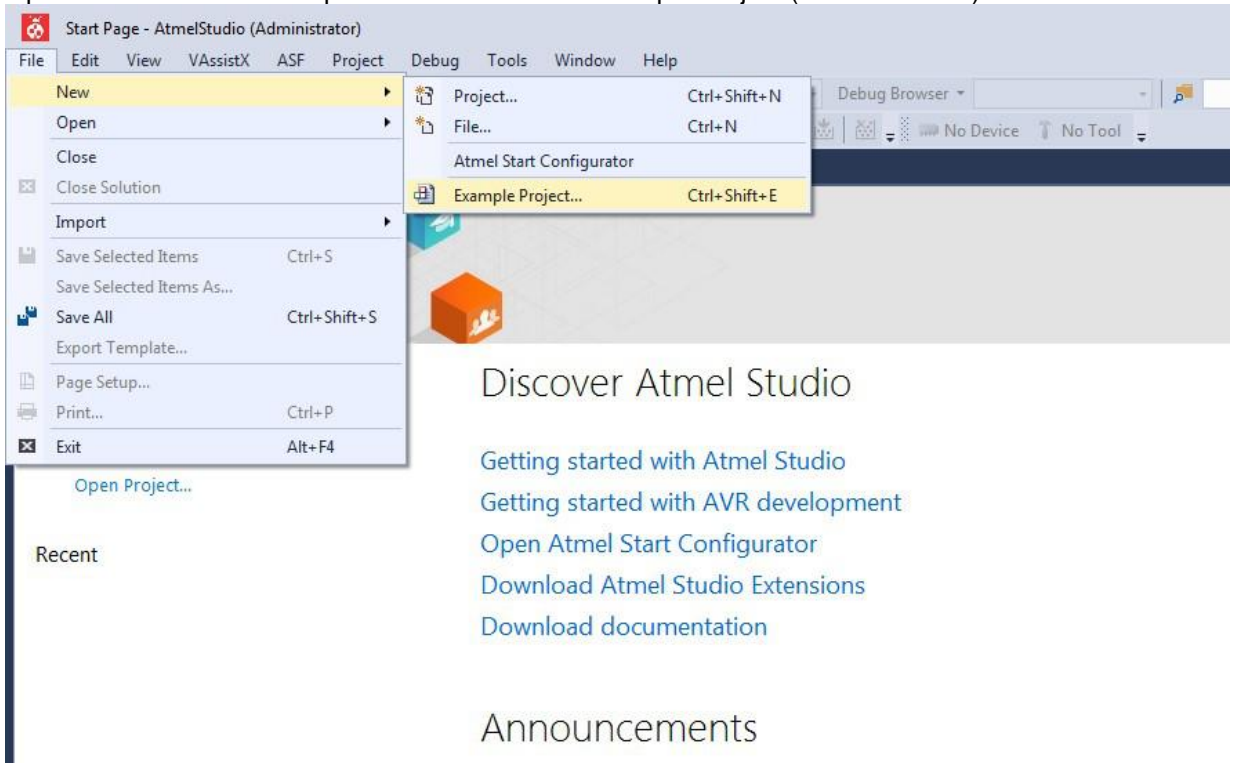 Start Page - AtmelStudio (Administrator)
File Edit View VAssistX ASF Project Debug Tools Window Help
New
Open
Close
Close Solution
Import
Save Selected Items Ctrl+S
Save Selected Items As...
Save All Ctrl+Shift+S
Export Template...
Page Setup...
Print... Ctrl+P
Exit Alt+F4
Project... Ctrl+Shift+N
File... Ctrl+N
Atmel Start Configurator
Example Project... Ctrl+Shift+E
Debug Browser
No Device No Tool
Open Project...
Recent
Discover Atmel Studio
Getting started with Atmel Studio
Getting started with AVR development
Open Atmel Start Configurator
Download Atmel Studio Extensions
Download documentation
Announcements